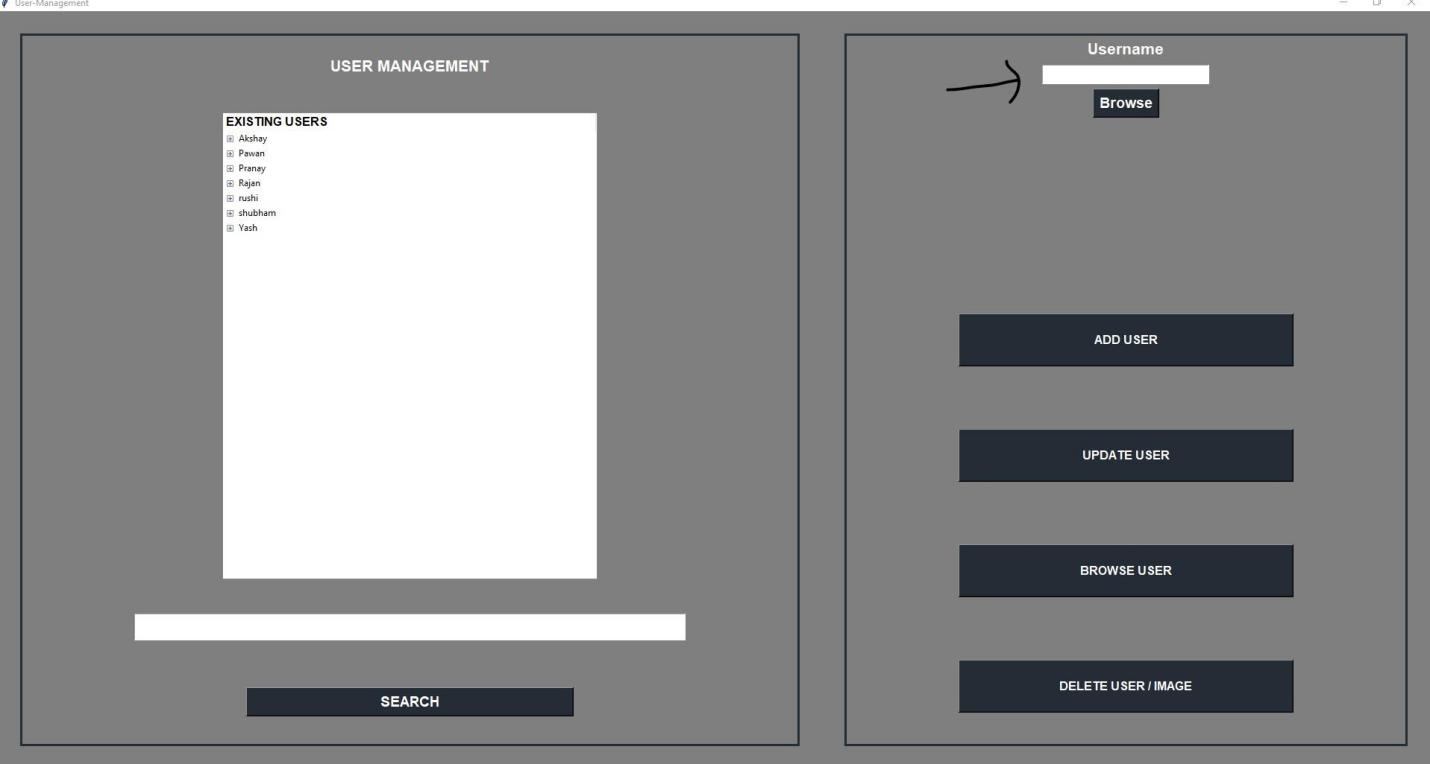 User-Management
USER MANAGEMENT
EXISTING USERS
Akshay
Pawan
Pranay
Rajan
rushi
shubham
Yash
SEARCH
Username
Browse
ADD USER
UPDATE USER
BROWSE USER
DELETE USER / IMAGE